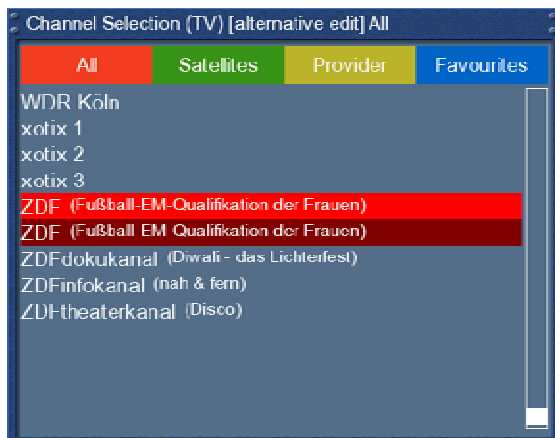 Channel Selection (TV) [alternative edit] All
All Satellites Provider Favourites
WDR Köln
xotix 1
xotix 2
xotix 3
ZDF (Fußball-EM-Qualifikation der Frauen)
ZDF (Fußball EM Qualifikation der Frauen)
ZDFdokukanal (Diwali - das Lichterfest)
ZDFinfokanal (nah & fern)
ZDFtheaterkanal (Disco)